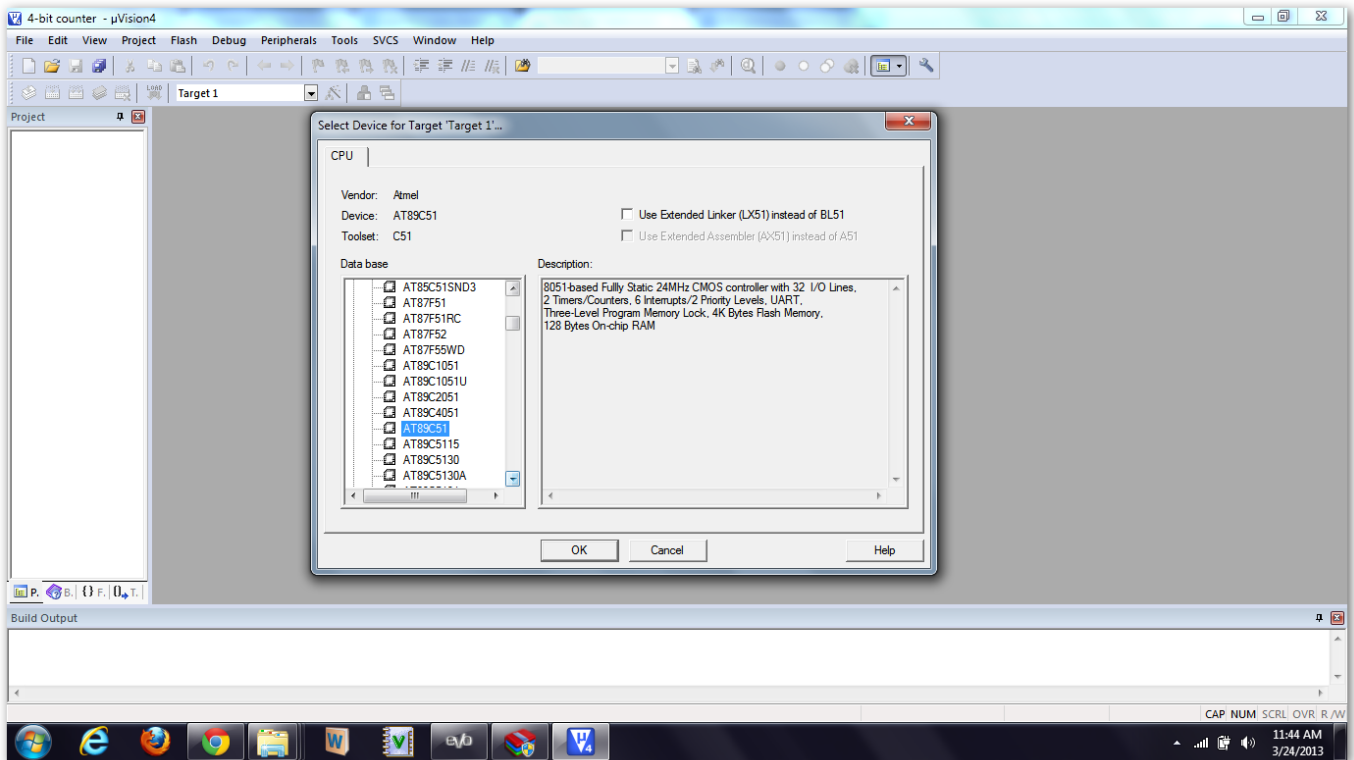 4-bit counter - µVision4
File Edit View Project Flash Debug Peripherals Tools SVCS Window Help
LOAD Target 1
Project
Select Device for Target 'Target 1'...
CPU
Vendor: Atmel
Device: AT89C51
Toolset: C51
Use Extended Linker (LX51) instead of BL51
Use Extended Assembler (AX51) instead of A51
Data base
AT85C51SND3
AT87F51
AT87F51RC
AT87F52
AT87F55WD
AT89C1051
AT89C1051U
AT89C2051
AT89C4051
AT89C51
AT89C5115
AT89C5130
AT89C5130A
Description:
8051-based Fullly Static 24MHz CMOS controller with 32 I/O Lines,
2 Timers/Counters, 6 Interrupts/2 Priority Levels, UART,
Three-Level Program Memory Lock, 4K Bytes Flash Memory,
128 Bytes On-chip RAM
OK Cancel Help
P. B. {} F. 0 T.
Build Output
CAP NUM SCRL OVR R/W
W V evo V4
11:44 AM
3/24/2013